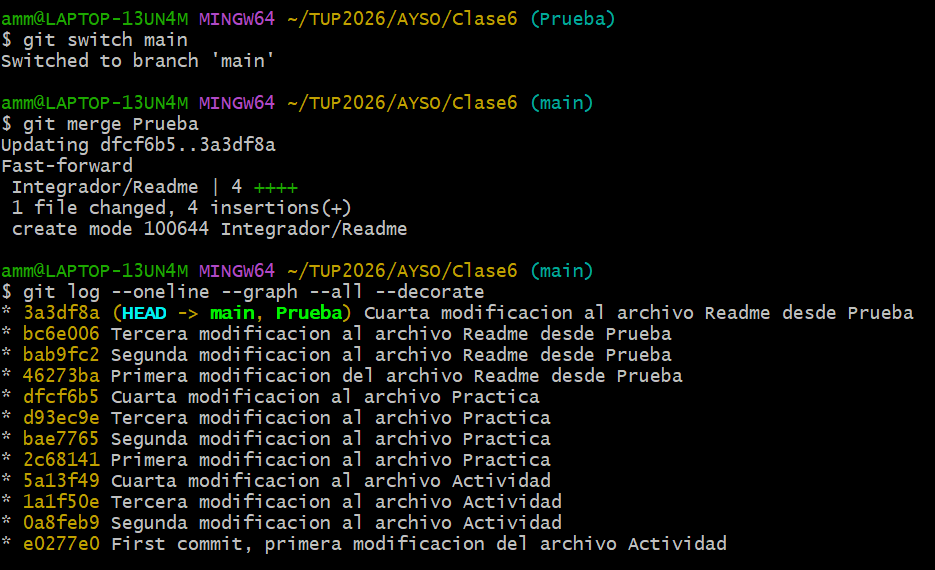 amm@LAPTOP-13UN4M MINGW64 ~/TUP2026/AYSO/Clase6 (Prueba)
$ git switch main
Switched to branch 'main'
amm@LAPTOP-13UN4M MINGW64 ~/TUP2026/AYSO/Clase6 (main)
$ git merge Prueba
Updating dfcf6b5..3a3df8a
Fast-forward
 Integrador/Readme | 4 ++++
 1 file changed, 4 insertions(+)
 create mode 100644 Integrador/Readme
amm@LAPTOP-13UN4M MINGW64 ~/TUP2026/AYSO/Clase6 (main)
$ git log --oneline --graph --all --decorate
* 3a3df8a (HEAD -> main, Prueba) Cuarta modificacion al archivo Readme desde Prueba
* bc6e006 Tercera modificacion al archivo Readme desde Prueba
* bab9fc2 Segunda modificacion al archivo Readme desde Prueba
* 46273ba Primera modificacion del archivo Readme desde Prueba
* dfcf6b5 Cuarta modificacion al archivo Practica
* d93ec9e Tercera modificacion al archivo Practica
* bae7765 Segunda modificacion al archivo Practica
* 2c68141 Primera modificacion al archivo Practica
* 5a13f49 Cuarta modificacion al archivo Actividad
* 1a1f50e Tercera modificacion al archivo Actividad
* 0a8feb9 Segunda modificacion al archivo Actividad
* e0277e0 First commit, primera modificacion del archivo Actividad